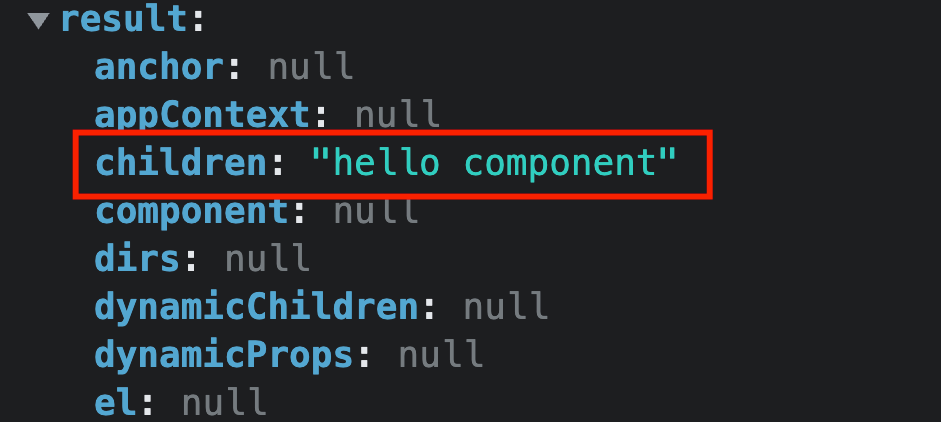 result:
anchor: null
appContext: null
children: "hello component"
component: null
dirs: null
dynamicChildren: null
dynamicProps: null
el: null